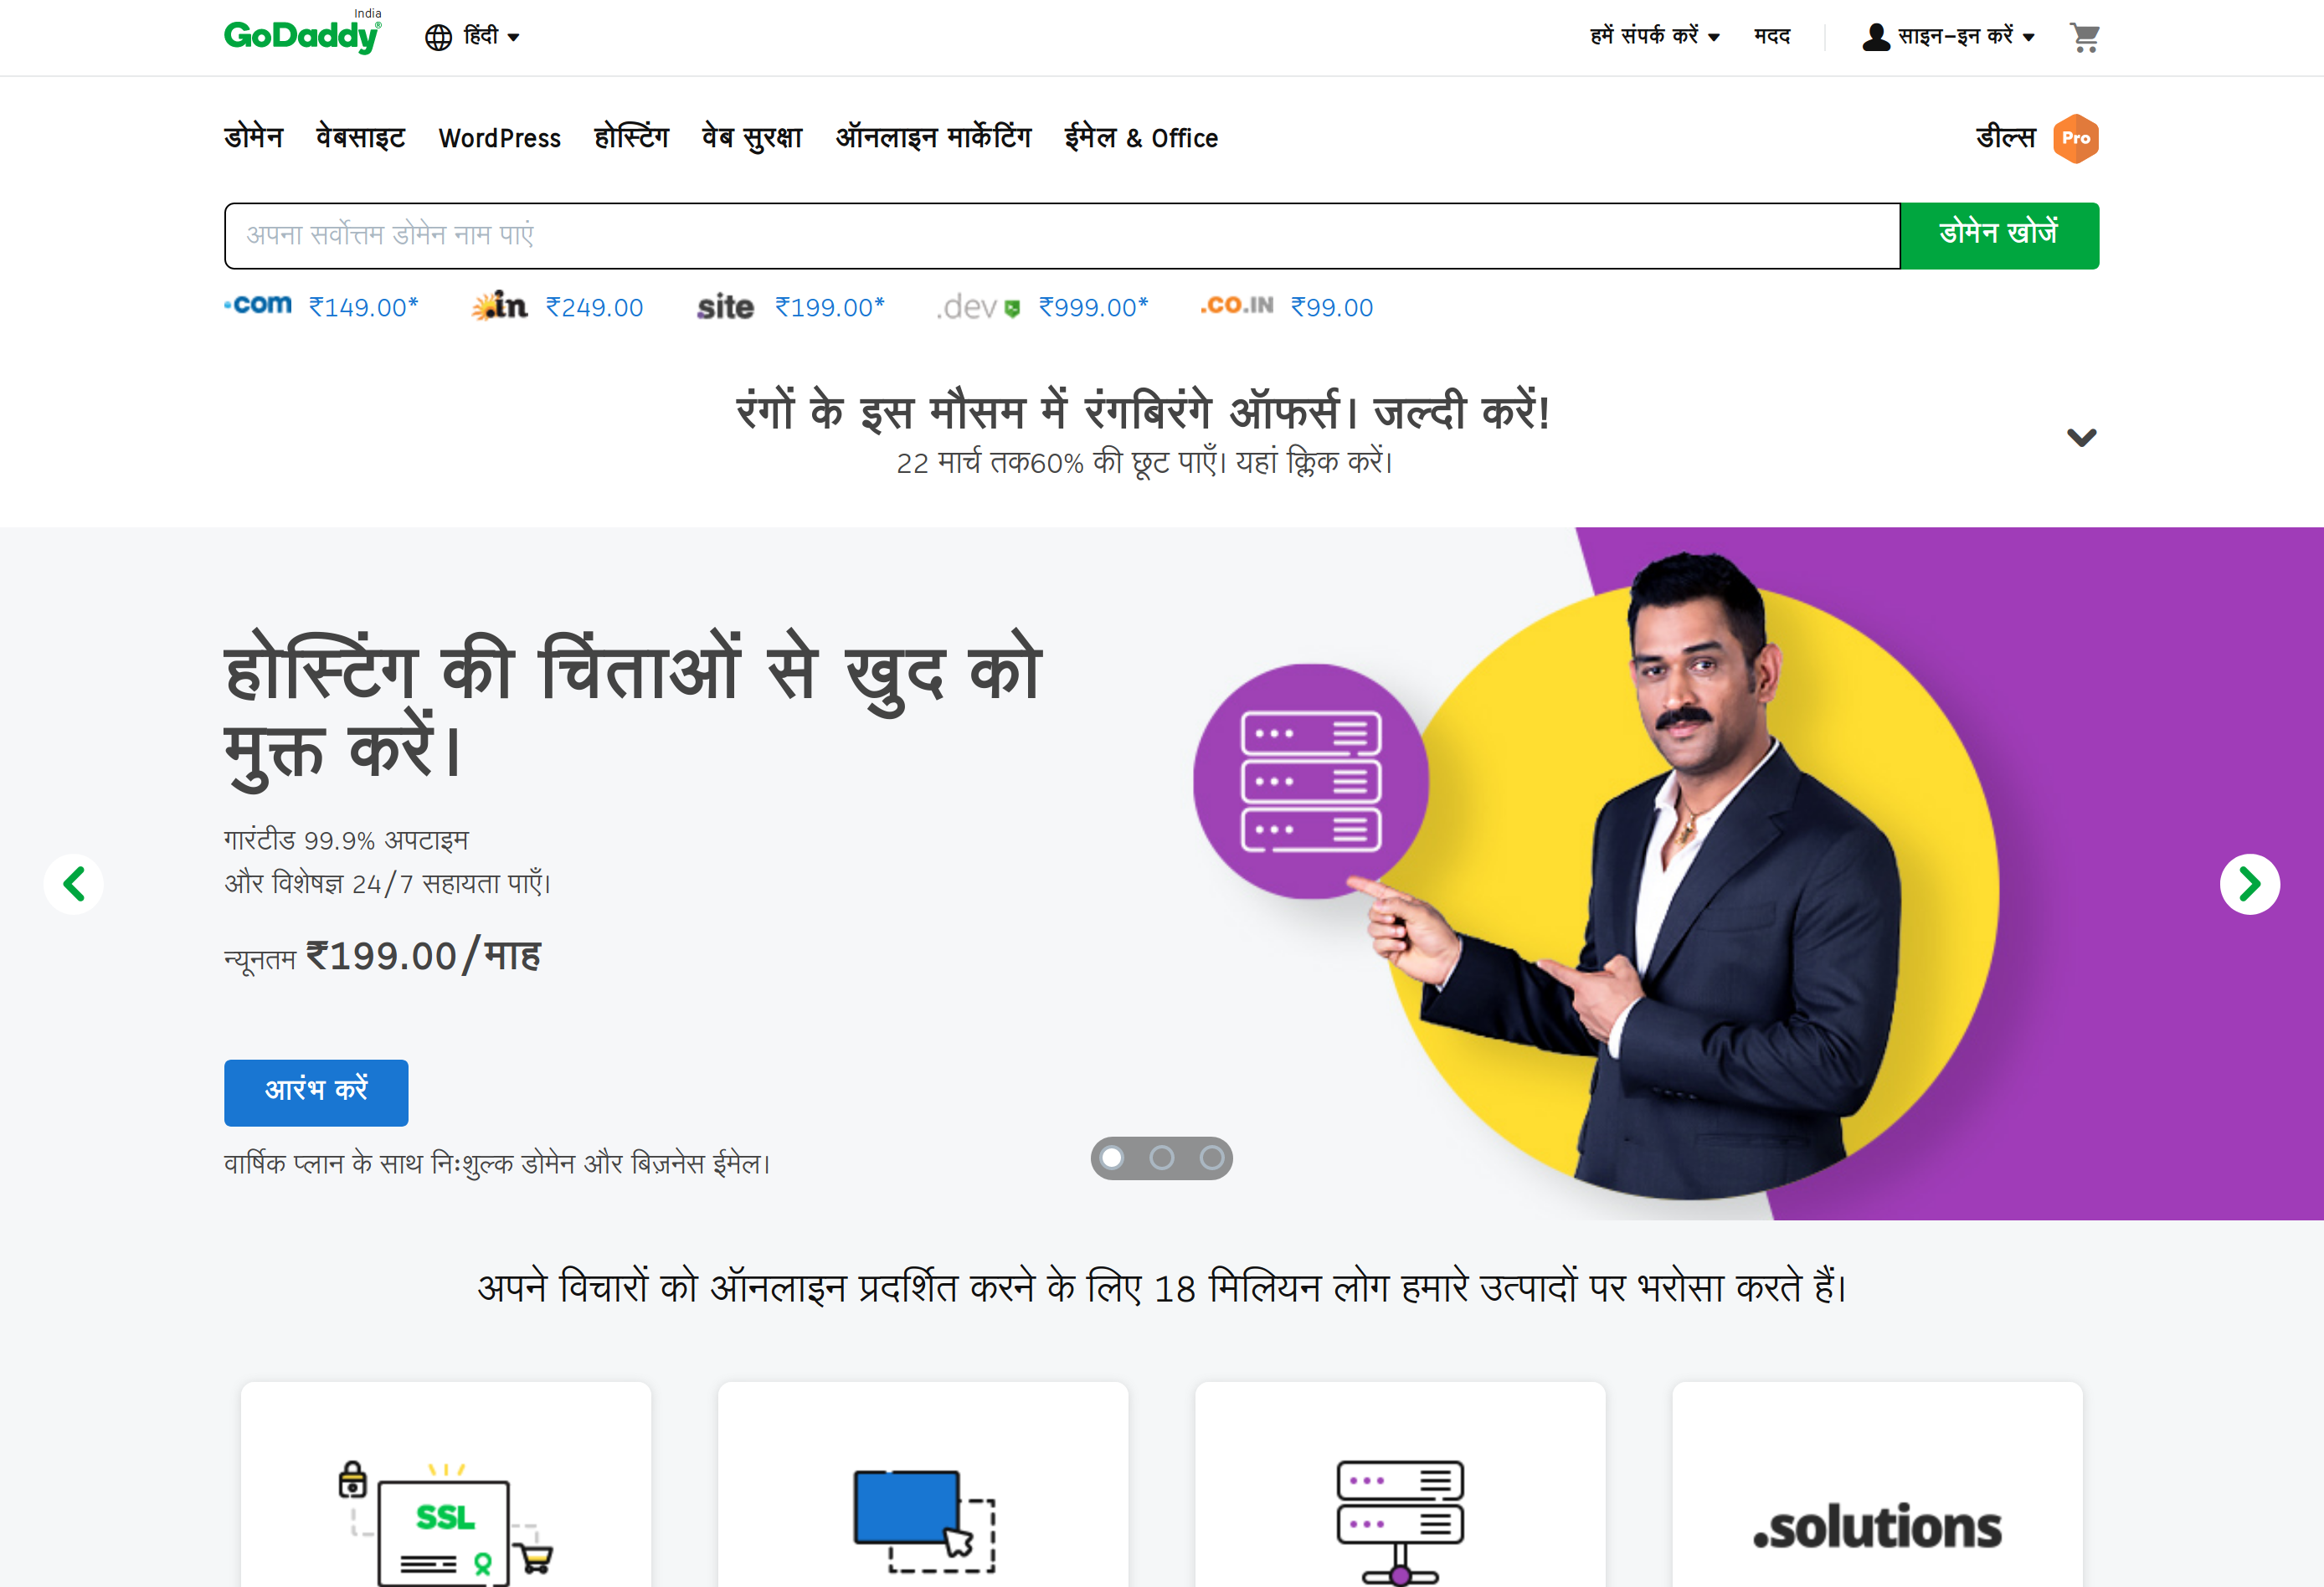 India
GoDaddy®
हिंदी
हमें संपर्क करें
मदद
साइन-इन करें
डोमेन वेबसाइट WordPress होस्टिंग वेब सुरक्षा ऑनलाइन मार्केटिंग ईमेल & Office
डील्स Pro
अपना सर्वोत्तम डोमेन नाम पाएं
डोमेन खोजें
.com ₹149.00* .in ₹249.00 .site ₹199.00* .dev ₹999.00* .CO.IN ₹99.00
रंगों के इस मौसम में रंगबिरंगे ऑफर्स। जल्दी करें!
22 मार्च तक60% की छूट पाएँ। यहां क्लिक करें।
होस्टिंग की चिंताओं से खुद को
मुक्त करें।
गारंटीड 99.9% अपटाइम
और विशेषज्ञ 24/7 सहायता पाएँ।
न्यूनतम ₹199.00/माह
आरंभ करें
वार्षिक प्लान के साथ निःशुल्क डोमेन और बिज़नेस ईमेल।
अपने विचारों को ऑनलाइन प्रदर्शित करने के लिए 18 मिलियन लोग हमारे उत्पादों पर भरोसा करते हैं।
SSL
.solutions